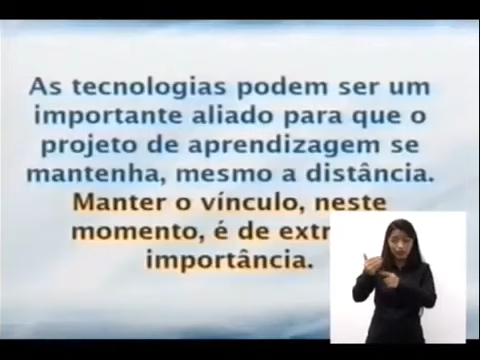 As tecnologias podem ser um
importante aliado para que o
projeto de aprendizagem se
mantenha, mesmo a distância.
Manter o vínculo, neste
momento, é de extr
importância.